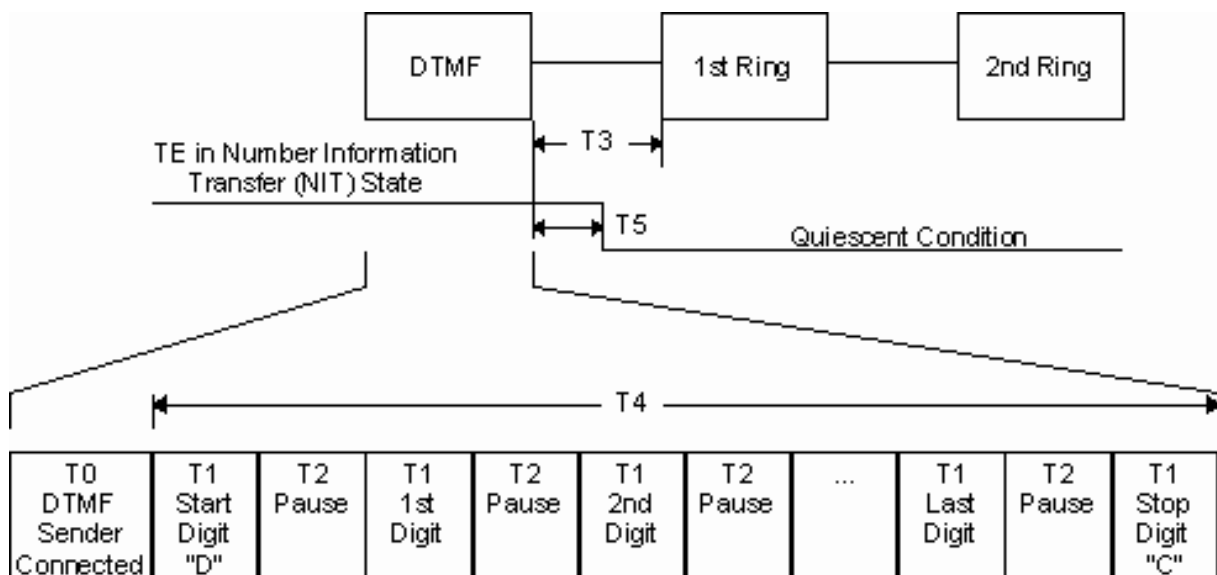 DTMF
1st Ring
2nd Ring
T3
TE in Number Information
Transfer (NIT) State
T5
Quiescent Condition
T4
T0
DTMF
Sender
Connected
T1
Start
Digit
"D"
T2
Pause
T1
1st
Digit
T2
Pause
T1
2nd
Digit
T2
Pause
...
T1
Last
Digit
T2
Pause
T1
Stop
Digit
"C"